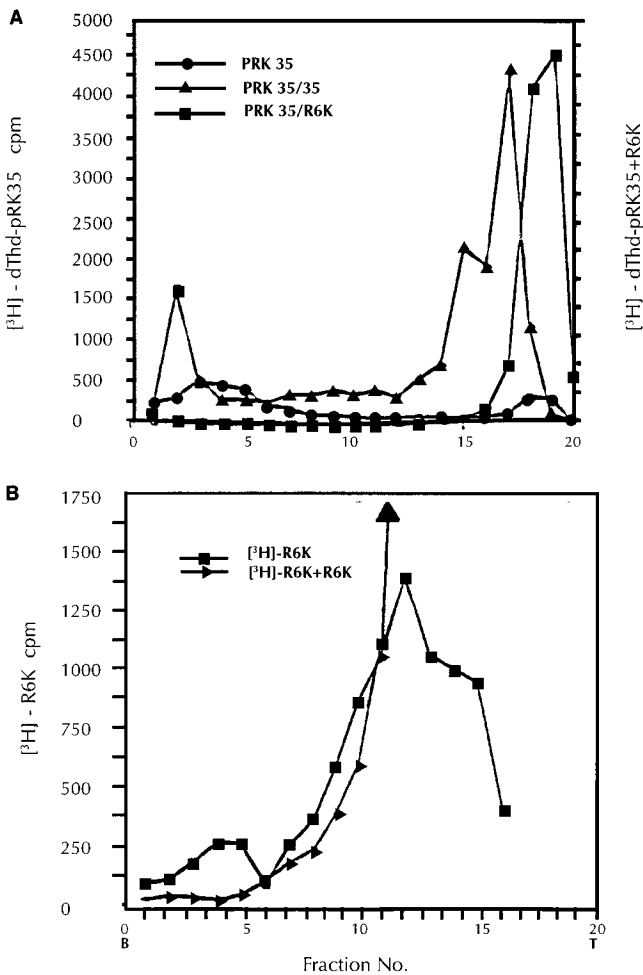 A
5000
4500
4000
3500
3000
2500
2000
1500
1000
500
0
[³H] - dThd-pRK35 cpm
PRK 35
PRK 35/35
PRK 35/R6K
[³H] - dThd-pRK35+R6K
0 5 10 15 20
B
1750
1500
1250
1000
750
500
250
0
[³H] - R6K cpm
[³H]-R6K
[³H]-R6K+R6K
0 5 10 15 20
B T
Fraction No.